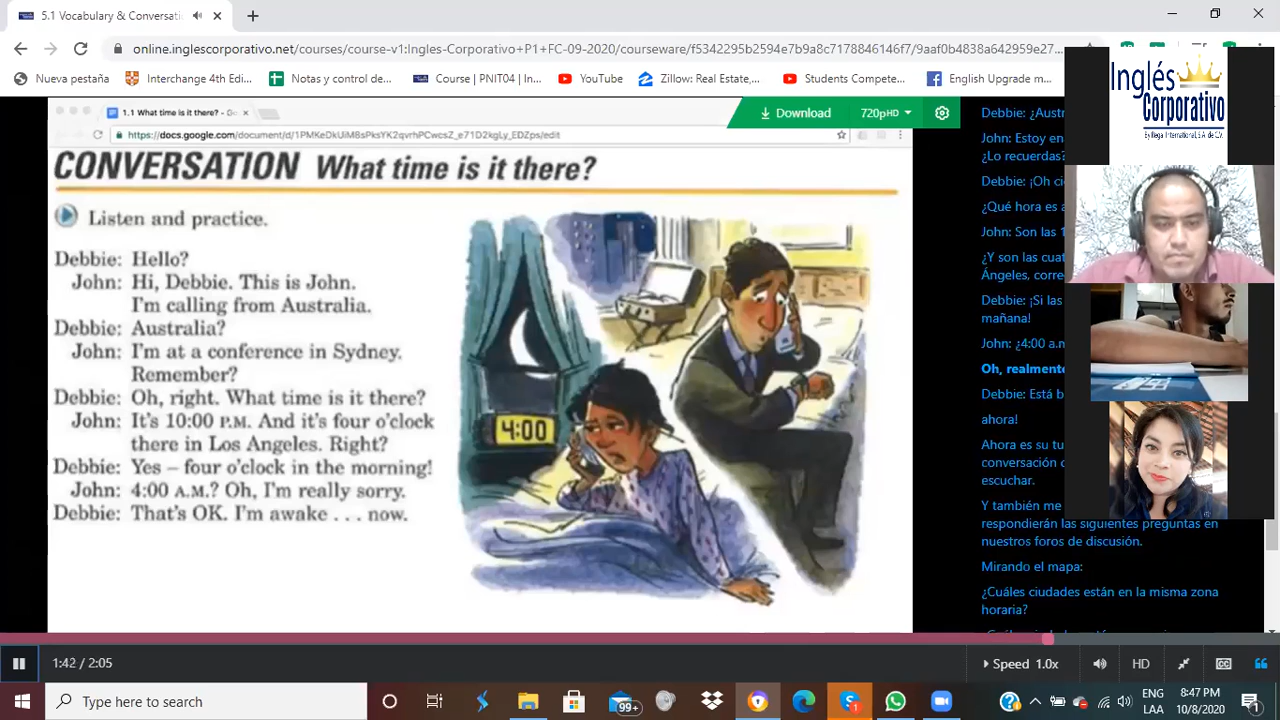 5.1 Vocabulary & Conversati
online.inglescorporativo.net/courses/course-v1:Ingles-Corporativo+P1+FC-09-2020/courseware/f5342295b2594e7b9a8c7178846146f7/9aaf0b4838a642959e27...
Nueva pestaña
Interchange 4th Edi...
Notas y control de...
Course | PNIT04 | In...
YouTube
Zillow: Real Estate,...
Students Compete...
English Upgrade m...
1.1 What time is it there? - Do
Download
720pHD
https://docs.google.com/document/d/1PMKeDkUiM8sPksYK2qvrhPCwcsZ_e71D2kgLy_EDZps/edit
CONVERSATION What time is it there?
Listen and practice.
Debbie: Hello?
John: Hi, Debbie. This is John.
I'm calling from Australia.
Debbie: Australia?
John: I'm at a conference in Sydney.
Remember?
Debbie: Oh, right. What time is it there?
John: It's 10:00 P.M. And it's four o'clock
there in Los Angeles. Right?
Debbie: Yes – four o'clock in the morning!
John: 4:00 A.M.? Oh, I'm really sorry.
Debbie: That's OK. I'm awake . . . now.
4:00
Debbie: ¿Austr
John: Estoy en
¿Lo recuerdas?
Debbie: ¡Oh ci
¿Qué hora es a
John: Son las 1
¿Y son las cuat
Ángeles, corre
Debbie: ¡Si las
mañana!
John: ¿4:00 a.m
Oh, realmente
Debbie: Está b
ahora!
Ahora es su tu
conversación
escuchar.
Y también me
respondierán las siguientes preguntas en
nuestros foros de discusión.
Mirando el mapa:
¿Cuáles ciudades están en la misma zona
horaria?
Inglés
Corporativo
1:42 / 2:05
Speed 1.0x
HD
Type here to search
99+
1
ENG
LAA
8:47 PM
10/8/2020
1